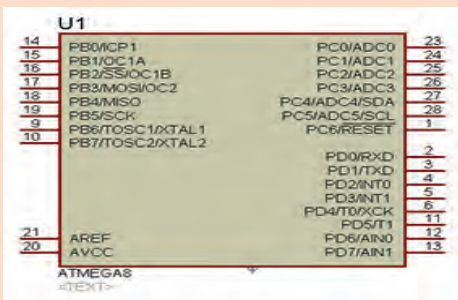 U1
14 PB0/ICP1 PC0/ADC0 23
15 PB1/OC1A PC1/ADC1 24
16 PB2/SS/OC1B PC2/ADC2 25
17 PB3/MOSI/OC2 PC3/ADC3 26
18 PB4/MISO PC4/ADC4/SDA 27
19 PB5/SCK PC5/ADC5/SCL 28
9 PB6/TOSC1/XTAL1 PC6/RESET 1
10 PB7/TOSC2/XTAL2
PD0/RXD 2
PD1/TXD 3
PD2/INT0 4
PD3/INT1 5
PD4/T0/XCK 6
PD5/T1 11
21 AREF PD6/AIN0 12
20 AVCC PD7/AIN1 13
ATMEGA8
<TEXT>